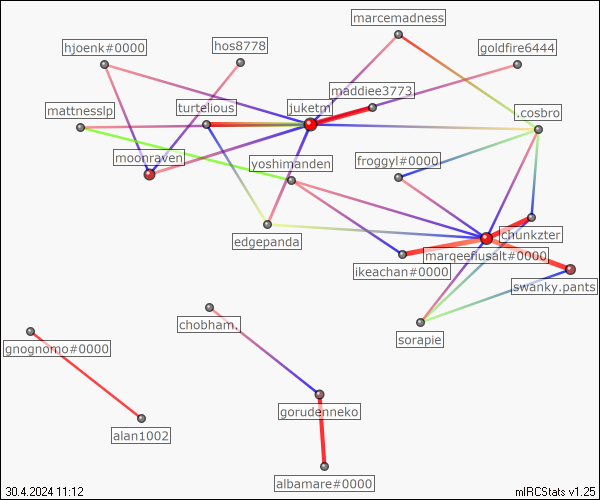 marcemadness
hjoenk#0000
hos8778
goldfire6444
maddiee3773
mattnesslp
turtelious
juketm
.cosbro
moonraven
yoshimanden
froggyl#0000
edgepanda
chunkzter
marqeeflusalt#0000
ikeachan#0000
swanky.pants
chobham.
sorapie
gnognomo#0000
gorudenneko
alan1002
albamare#0000
30.4.2024 11:12
mIRCStats v1.25